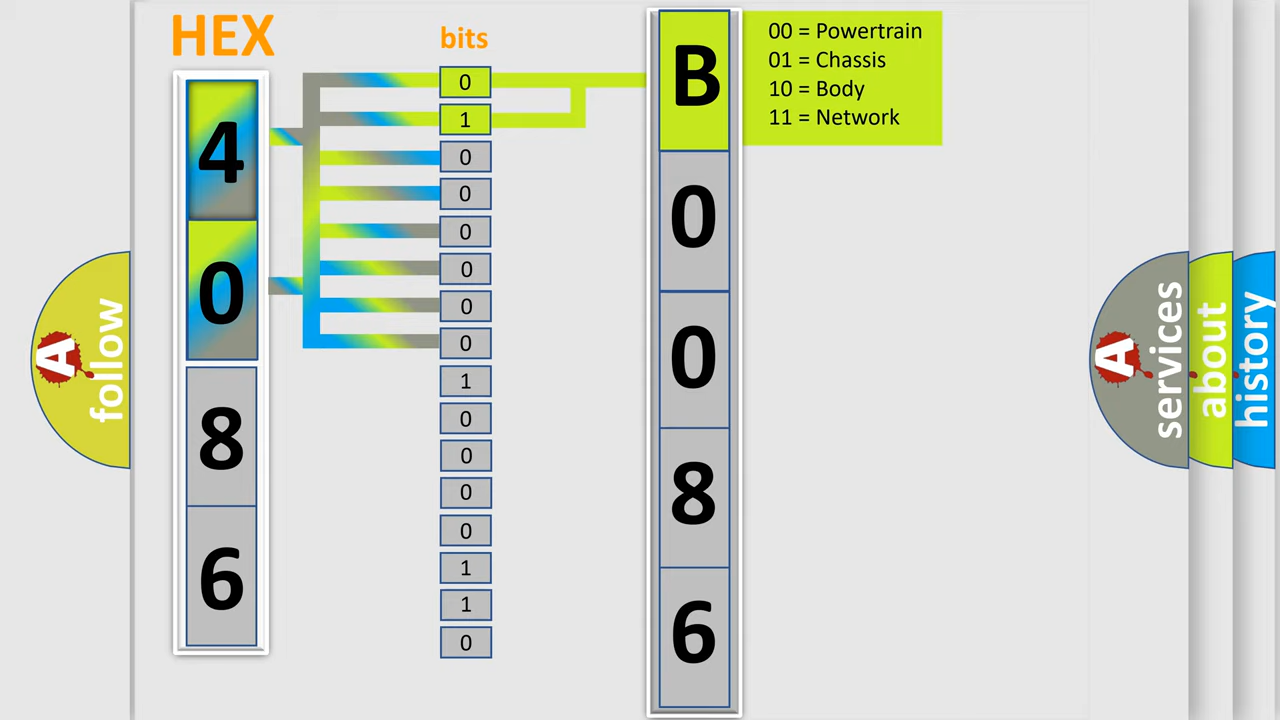 HEX
bits
4
0
8
6
0
1
0
0
0
0
0
0
1
0
0
0
0
1
1
0
B
0
0
8
6
00 = Powertrain
01 = Chassis
10 = Body
11 = Network
A
follow
A
services
about
history